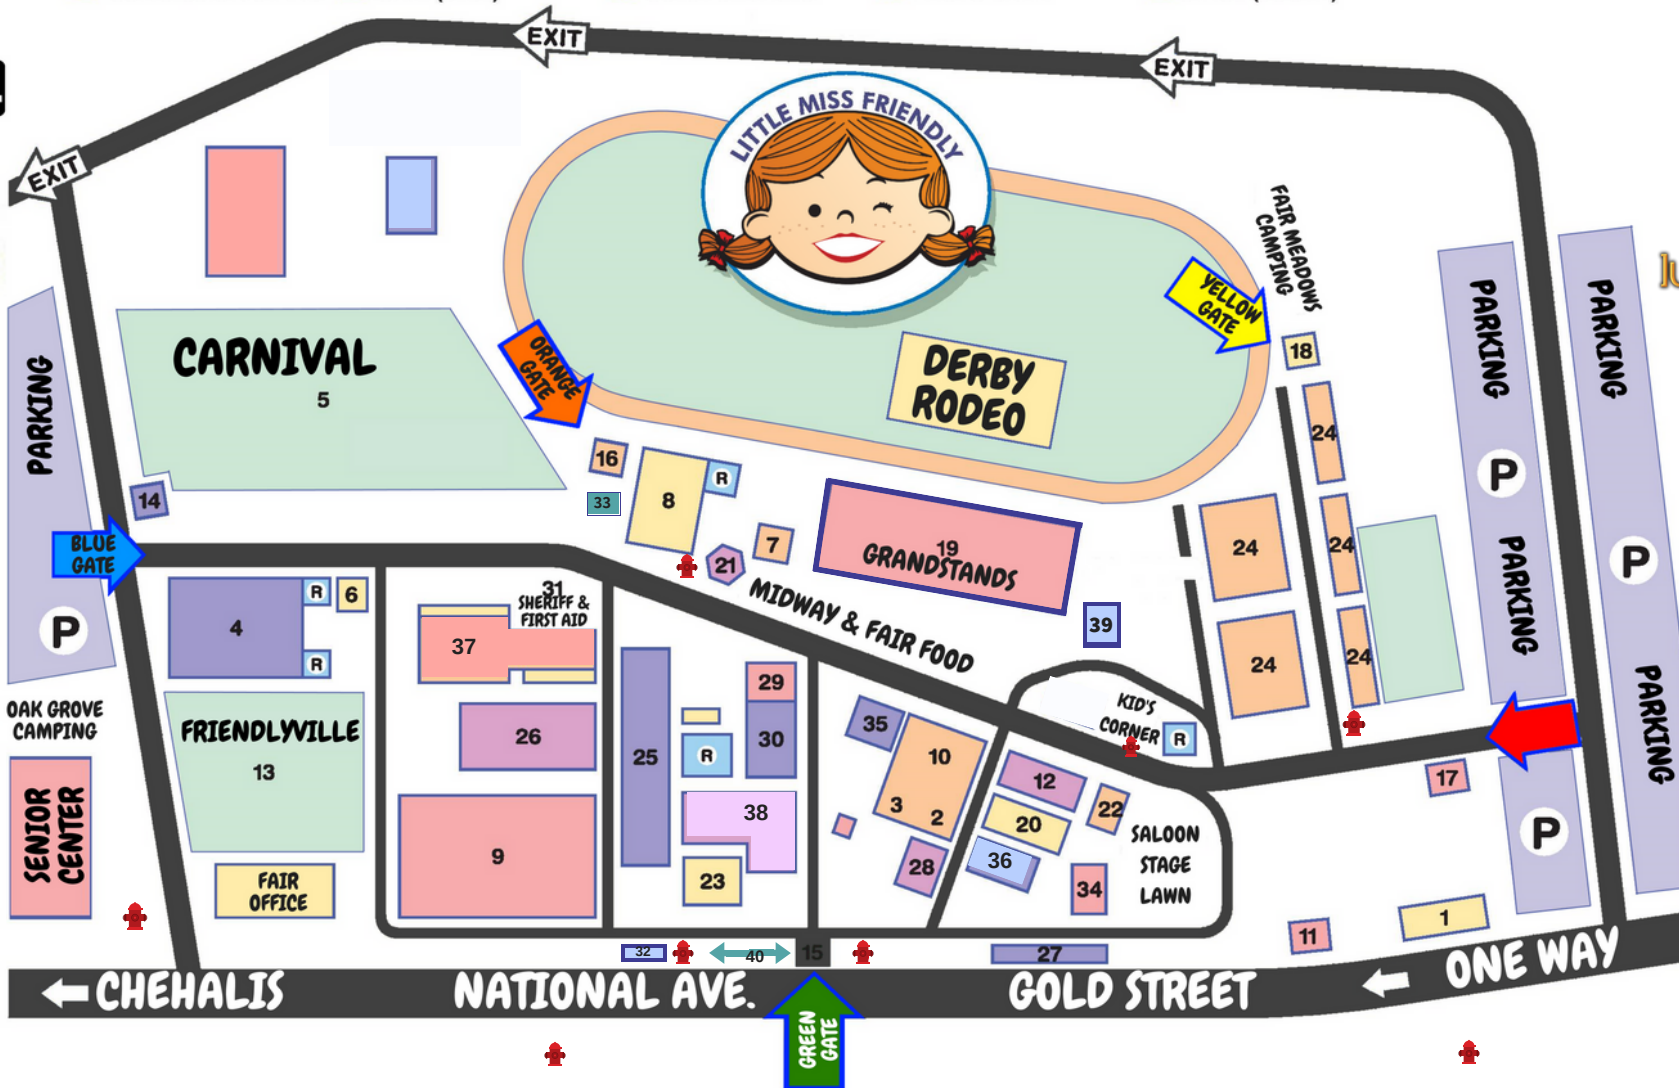 EXIT
EXIT
EXIT
LITTLE MISS FRIENDLY
FAIR MEADOWS
CAMPING
YELLOW
GATE
ORANGE
GATE
CARNIVAL
5
DERBY
RODEO
PARKING
PARKING
PARKING
18
24
16
R
33
8
14
P
BLUE
GATE
7
21
19
GRANDSTANDS
24
24
PARKING
P
MIDWAY & FAIR FOOD
39
R
6
4
R
P
31
SHERIFF &
FIRST AID
37
24
24
PARKING
OAK GROVE
CAMPING
FRIENDLYVILLE
13
26
25
29
30
R
35
10
3
2
KID'S
CORNER
R
12
22
20
36
34
SALOON
STAGE
LAWN
17
P
SENIOR
CENTER
9
38
23
28
FAIR
OFFICE
32
40
15
27
11
1
CHEHALIS
NATIONAL AVE.
GOLD STREET
ONE WAY
GREEN
GATE